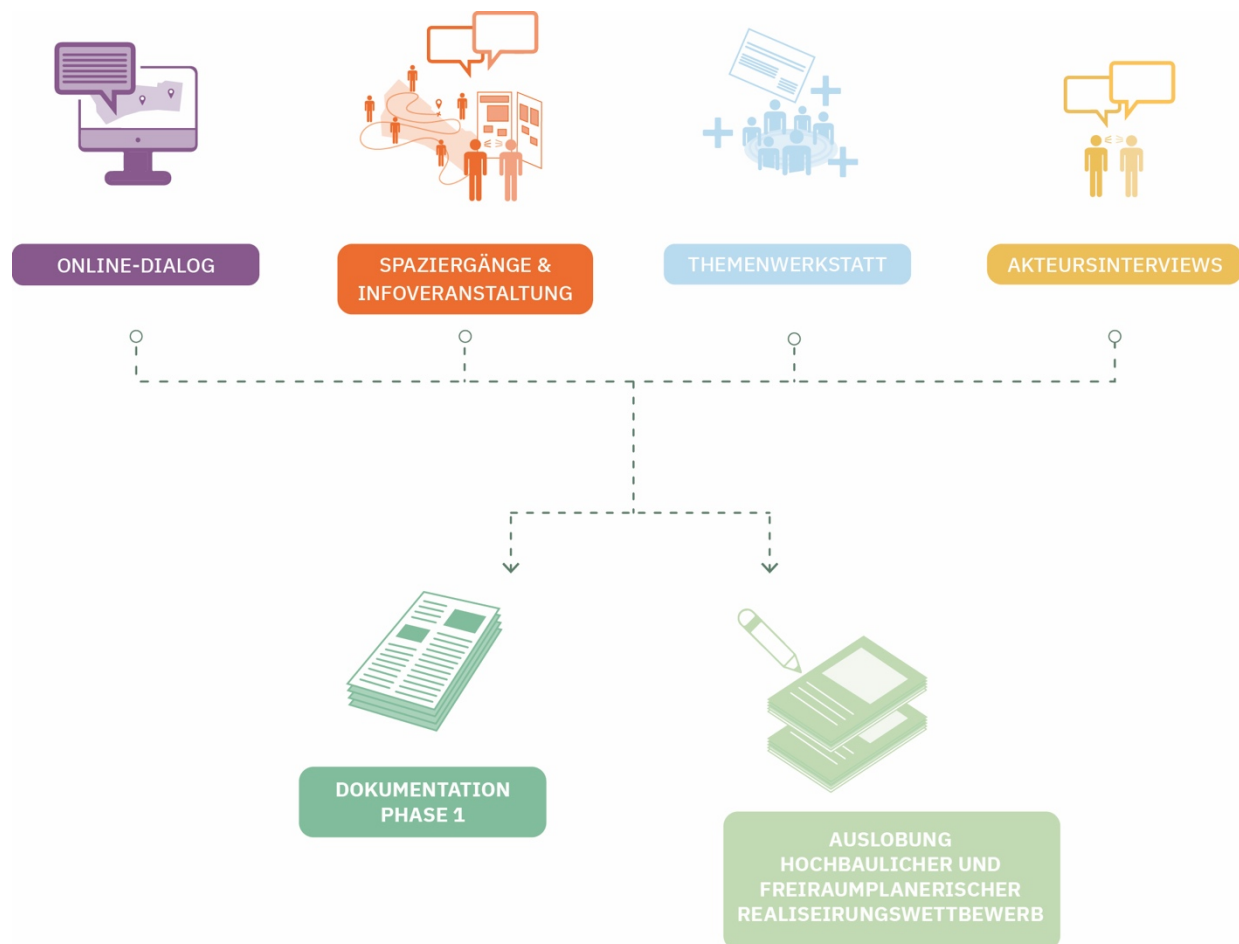 ONLINE-DIALOG
SPAZIERGÄNGE &
INFOVERANSTALTUNG
THEMENWERKSTATT
AKTEURSINTERVIEWS
DOKUMENTATION
PHASE 1
AUSLOBUNG
HOCHBAULICHER UND
FREIRAUMPLANERISCHER
REALISEIRUNGSWETTBEWERB